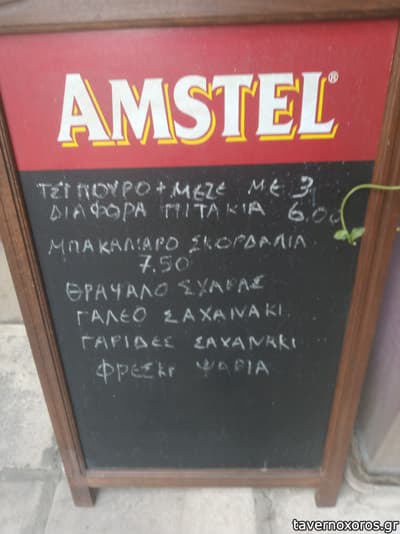 AMSTEL®
ΤΣΙΠΟΥΡΟ + ΜΕΖΕ ΜΕ 3
ΔΙΑΦΟΡΑ ΠΙΤΑΚΙΑ 6.00
ΜΠΑΚΑΛΙΑΡΟ ΣΚΟΡΔΑΛΙΑ
7.50
ΘΡΑΨΑΛΟ ΣΧΑΡΑΣ
ΓΑΛΕΟ ΣΑΧΑΝΑΚΙ
ΓΑΡΙΔΕΣ ΣΑΧΑΝΑΚΙ
ΨΑΡΙΑ
tavernoxoros.gr